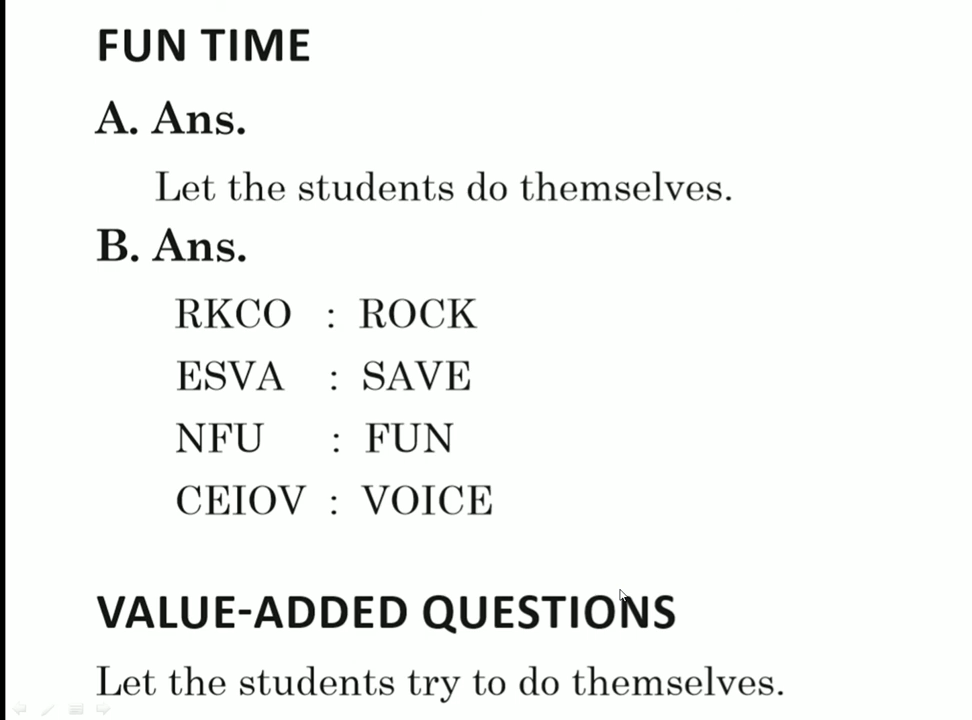 FUN TIME
A. Ans.
Let the students do themselves.
B. Ans.
RKCO : ROCK
ESVA : SAVE
NFU : FUN
CEIOV : VOICE
VALUE-ADDED QUESTIONS
Let the students try to do themselves.